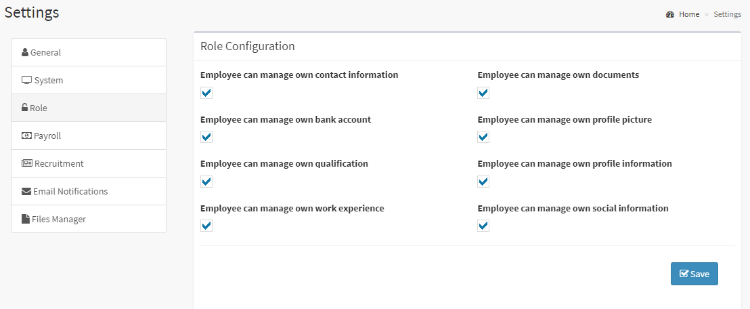 Settings
Home » Settings
General
System
Role
Payroll
Recruitment
Email Notifications
Files Manager
Role Configuration
Employee can manage own contact information
Employee can manage own documents
Employee can manage own bank account
Employee can manage own profile picture
Employee can manage own qualification
Employee can manage own profile information
Employee can manage own work experience
Employee can manage own social information
Save